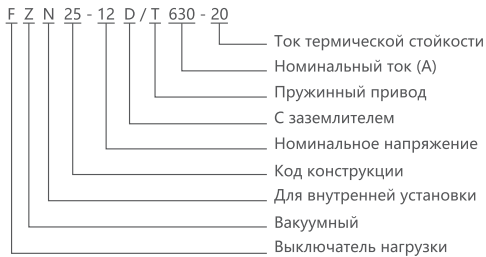 F Z N 25 - 12 D / T 630 - 20
Ток термической стойкости
Номинальный ток (А)
Пружинный привод
С заземлителем
Номинальное напряжение
Код конструкции
Для внутренней установки
Вакуумный
Выключатель нагрузки